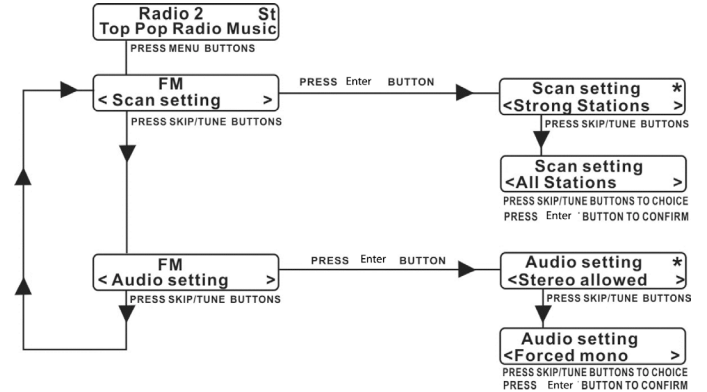 Radio 2 St
Top Pop Radio Music
PRESS MENU BUTTONS
FM
< Scan setting >
PRESS Enter BUTTON
Scan setting *
<Strong Stations >
PRESS SKIP/TUNE BUTTONS
PRESS SKIP/TUNE BUTTONS
Scan setting
<All Stations >
PRESS SKIP/TUNE BUTTONS TO CHOICE
PRESS Enter BUTTON TO CONFIRM
FM
< Audio setting >
PRESS Enter BUTTON
Audio setting *
<Stereo allowed >
PRESS SKIP/TUNE BUTTONS
PRESS SKIP/TUNE BUTTONS
Audio setting
<Forced mono >
PRESS SKIP/TUNE BUTTONS TO CHOICE
PRESS Enter BUTTON TO CONFIRM